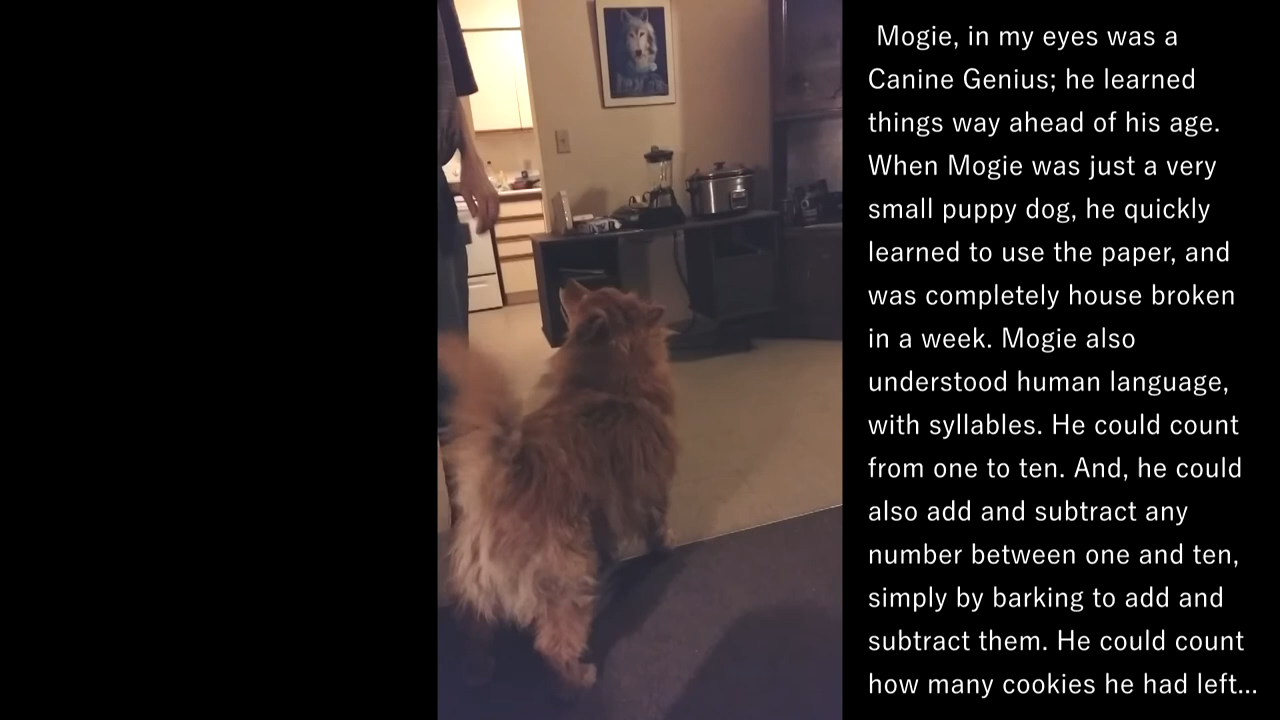 Mogie, in my eyes was a
Canine Genius; he learned
things way ahead of his age.
When Mogie was just a very
small puppy dog, he quickly
learned to use the paper, and
was completely house broken
in a week. Mogie also
understood human language,
with syllables. He could count
from one to ten. And, he could
also add and subtract any
number between one and ten,
simply by barking to add and
subtract them. He could count
how many cookies he had left...